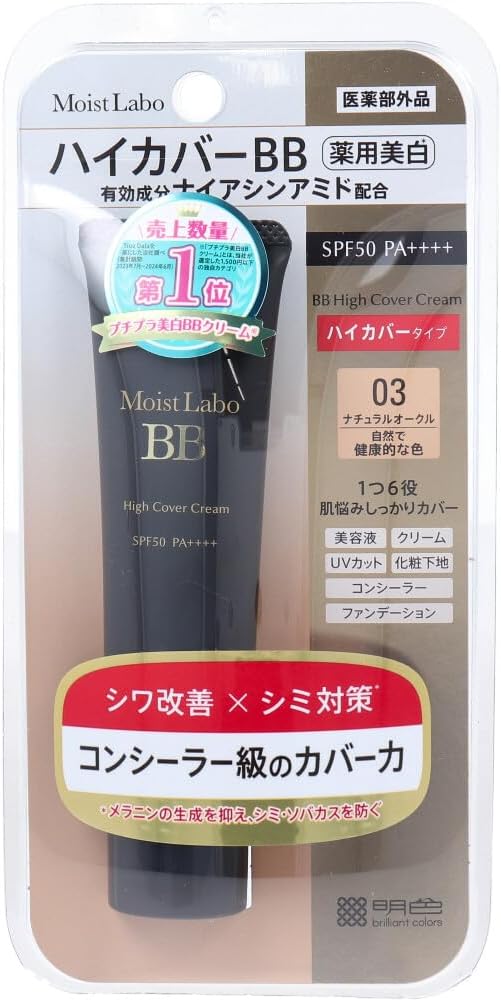 Moist Labo
医薬部外品
ハイカバーBB
薬用美白
有効成分ナイアシンアミド配合
売上数量
第1位
プチプラ美白BBクリーム※
SPF50 PA++++
BB High Cover Cream
ハイカバータイプ
03
ナチュラルオークル
自然で
健康的な色
1つ6役
肌悩みしっかりカバー
美容液
クリーム
UVカット
化粧下地
コンシーラー
ファンデーション
Moist Labo
BB
High Cover Cream
SPF50 PA++++
シワ改善×シミ対策*
コンシーラー級のカバー力
*メラニンの生成を抑え、シミ・ソバカスを防ぐ
明色
brilliant colors